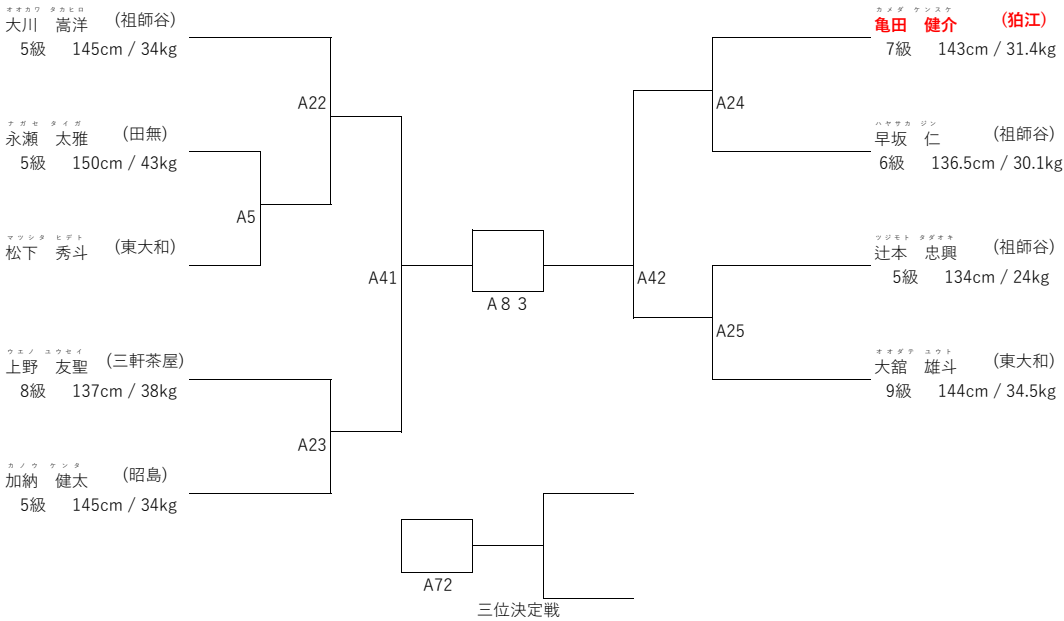 オオカワ タカヒロ
大川 嵩洋 (祖師谷)
5級 145cm / 34kg
A22
ナガセ タイガ
永瀬 太雅 (田無)
5級 150cm / 43kg
A5
マツシタ ヒデト
松下 秀斗 (東大和)
A41
ウエノ ユウセイ
上野 友聖 (三軒茶屋)
8級 137cm / 38kg
A23
カノウ ケンタ
加納 健太 (昭島)
5級 145cm / 34kg
A８３
カメダ ケンスケ
亀田 健介 (狛江)
7級 143cm / 31.4kg
A24
ハヤサカ ジン
早坂 仁 (祖師谷)
6級 136.5cm / 30.1kg
A42
ツジモト タダオキ
辻本 忠興 (祖師谷)
5級 134cm / 24kg
A25
オオダテ ユウト
大舘 雄斗 (東大和)
9級 144cm / 34.5kg
A72
三位決定戦